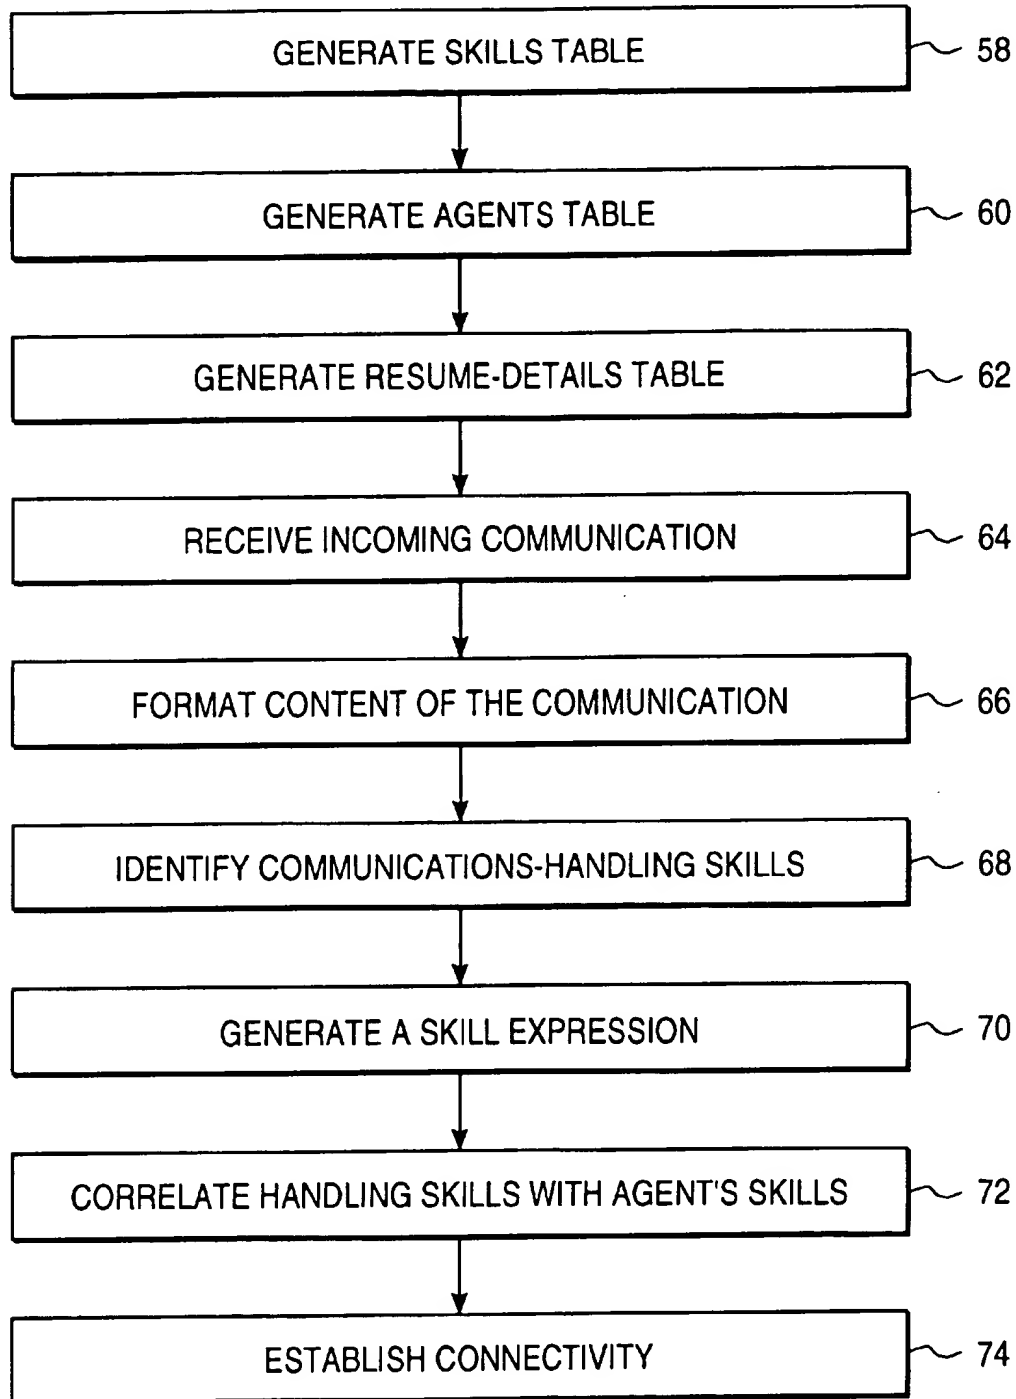 GENERATE SKILLS TABLE 58
GENERATE AGENTS TABLE 60
GENERATE RESUME-DETAILS TABLE 62
RECEIVE INCOMING COMMUNICATION 64
FORMAT CONTENT OF THE COMMUNICATION 66
IDENTIFY COMMUNICATIONS-HANDLING SKILLS 68
GENERATE A SKILL EXPRESSION 70
CORRELATE HANDLING SKILLS WITH AGENT'S SKILLS 72
ESTABLISH CONNECTIVITY 74